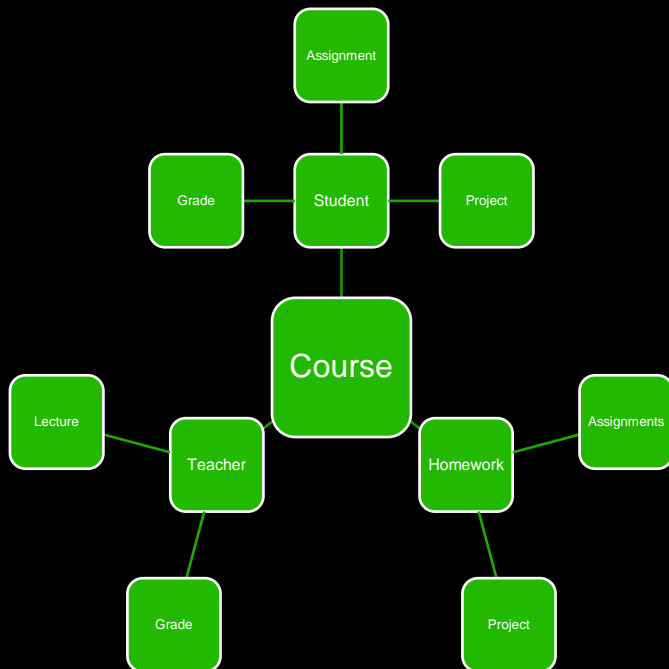 Assignment
Grade
Student
Project
Course
Lecture
Teacher
Homework
Assignments
Grade
Project